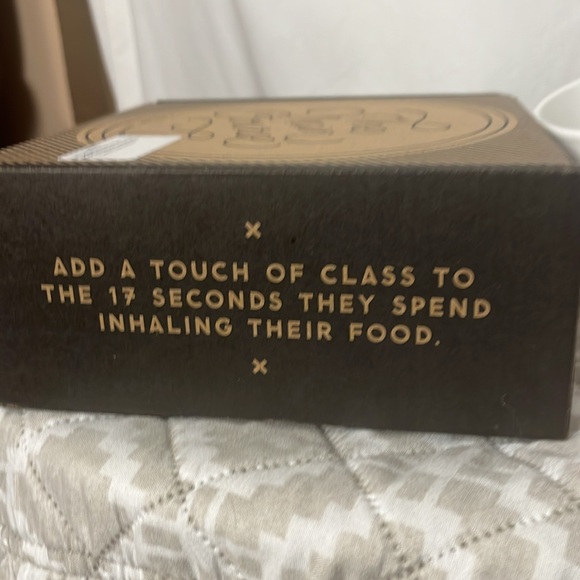 ×
ADD A TOUCH OF CLASS TO
THE 17 SECONDS THEY SPEND
INHALING THEIR FOOD.
×